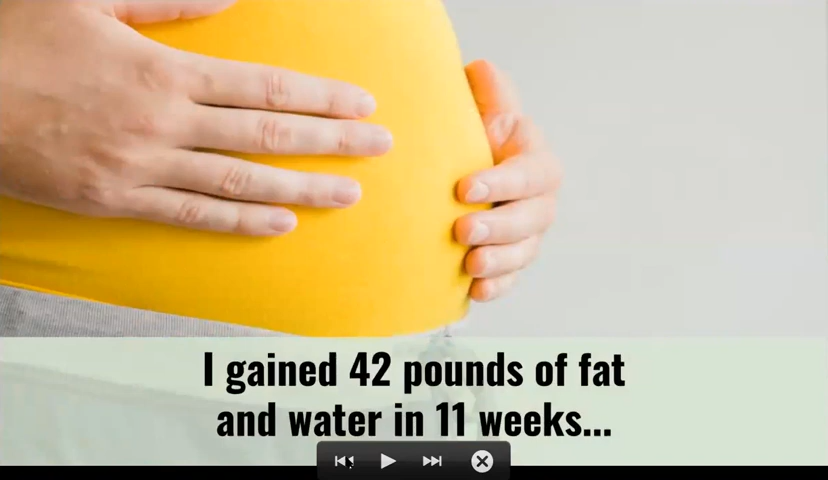 I gained 42 pounds of fat
and water in 11 weeks...